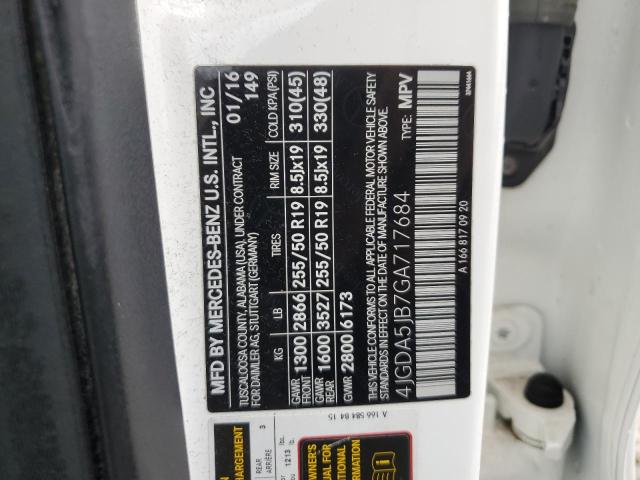 MFD BY MERCEDES-BENZ U.S. INTL., INC
TUSCALOOSA COUNTY, ALABAMA (USA), UNDER CONTRACT 01/16
FOR DAIMLER AG, STUTTGART (GERMANY) 149
KG LB TIRES RIM SIZE COLD KPA(PSI)
GAWR FRONT 1300 2866 255/50 R19 8.5Jx19 310(45)
GAWR REAR 1600 3527 255/50 R19 8.5Jx19 330(48)
GVWR 2800 6173
THIS VEHICLE CONFORMS TO ALL APPLICABLE FEDERAL MOTOR VEHICLE SAFETY
STANDARDS IN EFFECT ON THE DATE OF MANUFACTURE SHOWN ABOVE.
4JGDA5JB7GA717684 TYPE: MPV
A 166 817 09 20
A 166 584 84 15
REAR 3
ARRIÈRE
1213 lb.